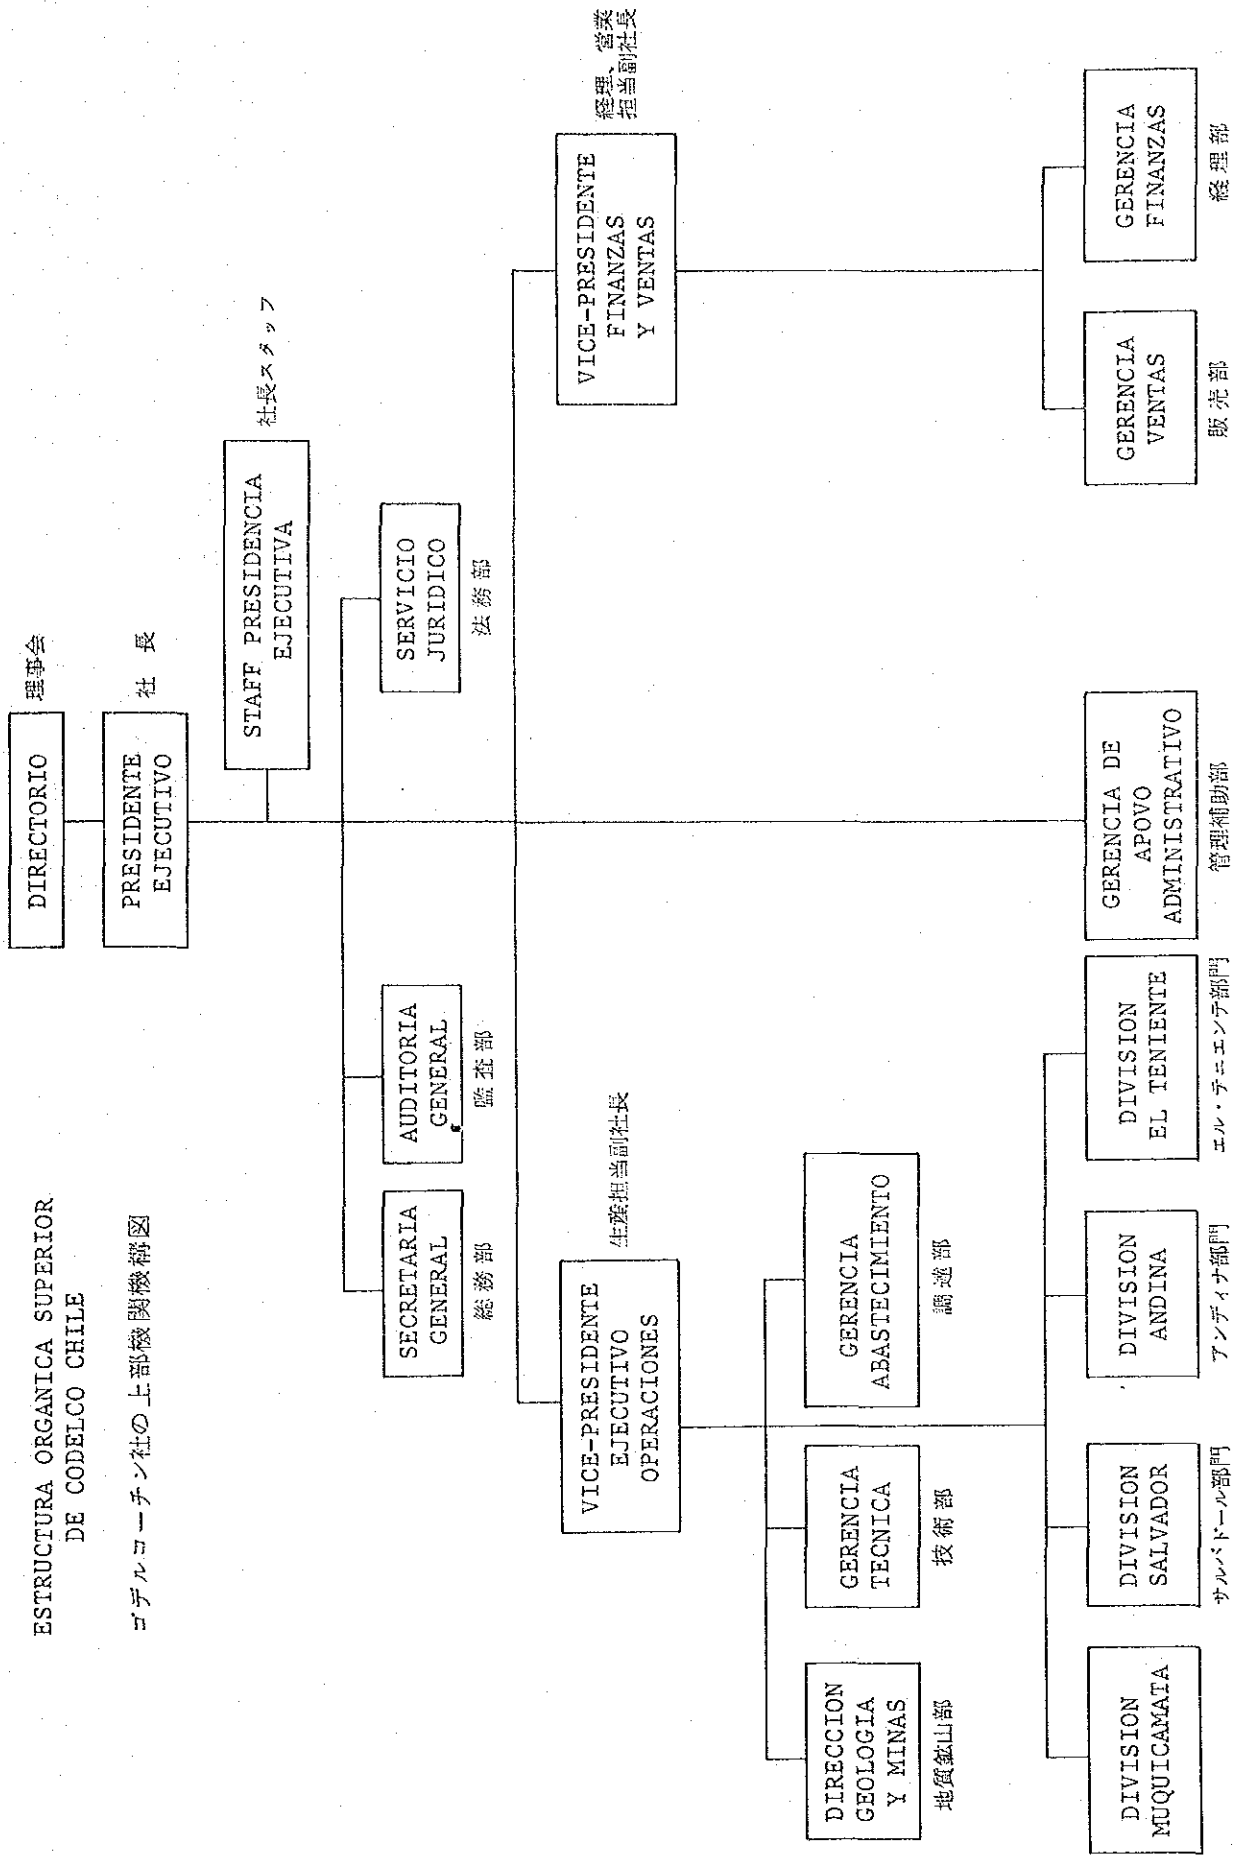 ESTRUCTURA ORGANICA SUPERIOR
DE CODELCO CHILE
コデルコーチン社の上部機関機構図
DIRECTORIO
理事会
PRESIDENTE
EJECUTIVO
社 長
STAFF PRESIDENCIA
EJECUTIVA
社長スタッフ
SECRETARIA
GENERAL
総務部
AUDITORIA
GENERAL
監査部
SERVICIO
JURIDICO
法務部
VICE-PRESIDENTE
EJECUTIVO
OPERACIONES
生産担当副社長
VICE-PRESIDENTE
FINANZAS
Y VENTAS
経理、営業
担当副社長
DIRECCION
GEOLOGIA
Y MINAS
地質鉱山部
GERENCIA
TECNICA
技術部
GERENCIA
ABASTECIMIENTO
調達部
DIVISION
MUQUICAMATA
DIVISION
SALVADOR
サルバドール部門
DIVISION
ANDINA
アンディナ部門
DIVISION
EL TENIENTE
エル・テニエンテ部門
GERENCIA DE
APOVO
ADMINISTRATIVO
管理補助部
GERENCIA
VENTAS
販売部
GERENCIA
FINANZAS
経理部